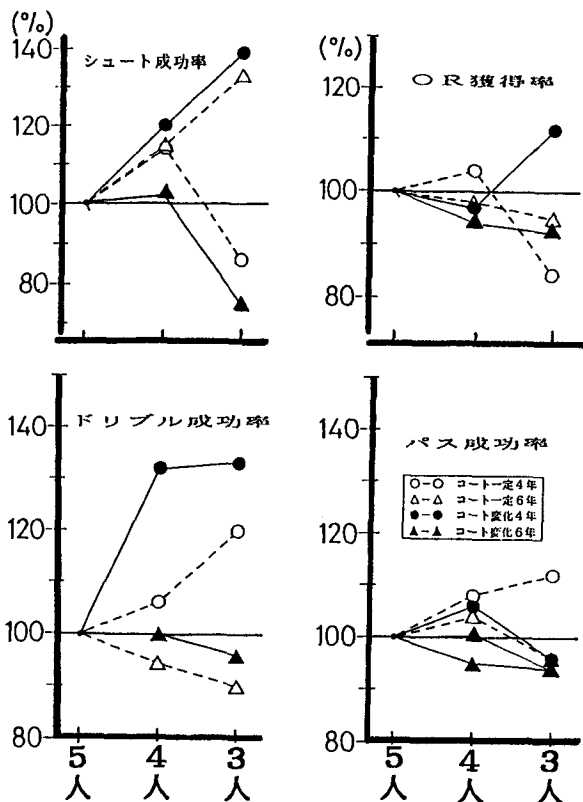 (%)
140
120
100
80
シュート成功率
(%)
120
100
80
OR獲得率
140
120
100
80
ドリブル成功率
140
120
100
80
パス成功率
○-○ コート一定4年
△-△ コート一定6年
●-● コート変化4年
▲-▲ コート変化6年
5人
4人
3人
5人
4人
3人